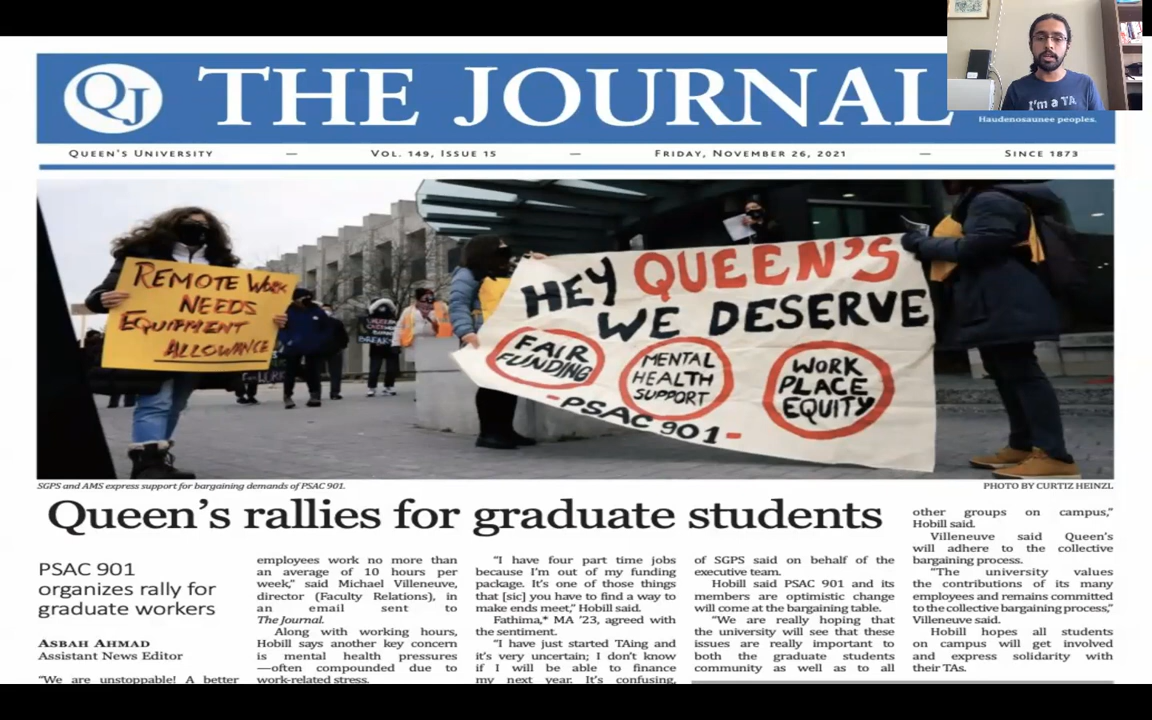 I'm a TA
QJ
THE JOURNAL
Haudenosaunee peoples.
QUEEN'S UNIVERSITY — VOL. 149, ISSUE 15 — FRIDAY, NOVEMBER 26, 2021 — SINCE 1873
REMOTE WORK
NEEDS
EQUIPMENT
ALLOWANCE
HEY QUEEN'S
WE DESERVE
FAIR
FUNDING
MENTAL
HEALTH
SUPPORT
WORK
PLACE
EQUITY
-PSAC 901-
SGPS and AMS express support for bargaining demands of PSAC 901.
PHOTO BY CURTIZ HEINZL
Queen's rallies for graduate students
PSAC 901
organizes rally for
graduate workers
ASBAH AHMAD
Assistant News Editor
"We are unstoppable! A better
employees work no more than
an average of 10 hours per
week," said Michael Villeneuve,
director (Faculty Relations), in
an email sent to
The Journal.
Along with working hours,
Hobill says another key concern
is mental health pressures
—often compounded due to
work-related stress.
"I have four part time jobs
because I'm out of my funding
package. It's one of those things
that [sic] you have to find a way to
make ends meet," Hobill said.
Fathima,* MA '23, agreed with
the sentiment.
"I have just started TAing and
it's very uncertain; I don't know
if I will be able to finance
my next year. It's confusing,
of SGPS said on behalf of the
executive team.
Hobill said PSAC 901 and its
members are optimistic change
will come at the bargaining table.
"We are really hoping that
the university will see that these
issues are really important to
both the graduate students
community as well as to all
other groups on campus,"
Hobill said.
Villeneuve said Queen's
will adhere to the collective
bargaining process.
"The university values
the contributions of its many
employees and remains committed
to the collective bargaining process,"
Villeneuve said.
Hobill hopes all students
on campus will get involved
and express solidarity with
their TAs.